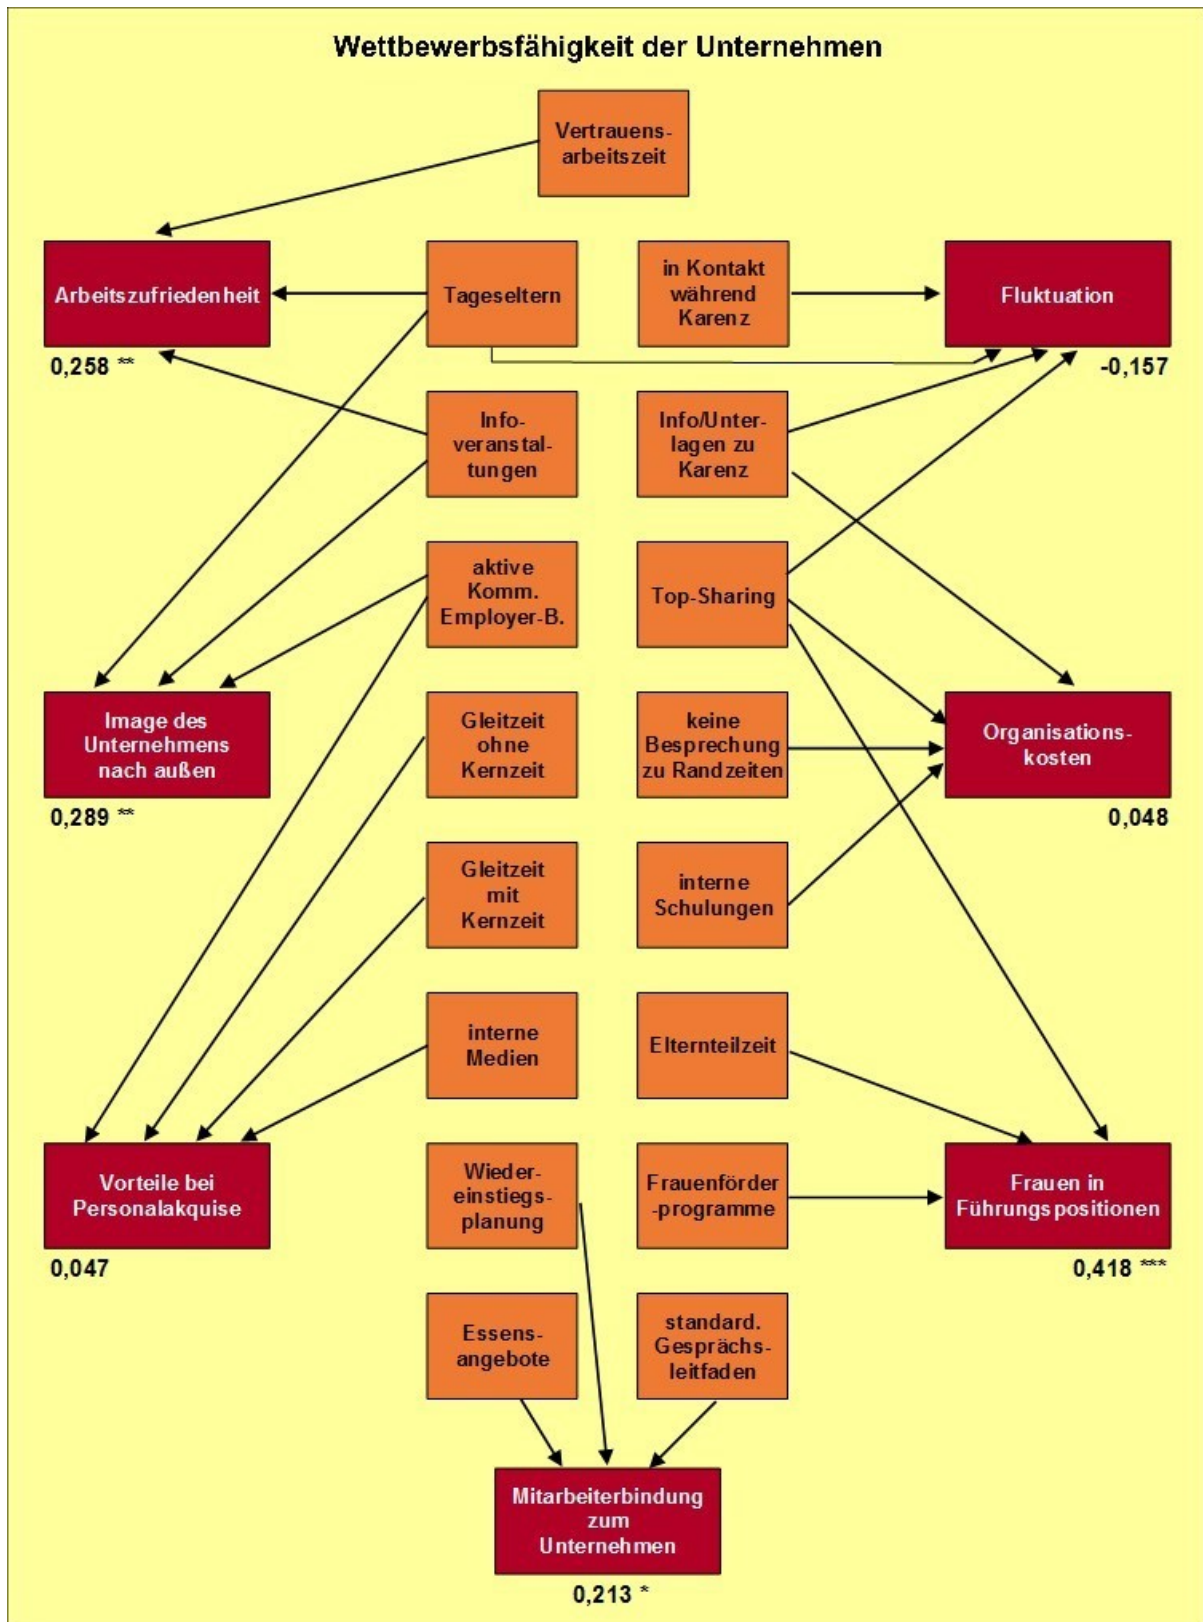 Wettbewerbsfähigkeit der Unternehmen
Vertrauens-
arbeitszeit
Arbeitszufriedenheit
0,258 **
Tageseltern
in Kontakt
während
Karenz
Fluktuation
-0,157
Info-
veranstal-
tungen
Info/Unter-
lagen zu
Karenz
aktive
Komm.
Employer-B.
Top-Sharing
Image des
Unternehmens
nach außen
0,289 **
Gleitzeit
ohne
Kernzeit
keine
Besprechung
zu Randzeiten
Organisations-
kosten
0,048
Gleitzeit
mit
Kernzeit
interne
Schulungen
interne
Medien
Elternteilzeit
Vorteile bei
Personalakquise
0,047
Wieder-
einstiegs-
planung
Frauenförder
-programme
Frauen in
Führungspositionen
0,418 ***
Essens-
angebote
standard.
Gesprächs-
leitfaden
Mitarbeiterbindung
zum
Unternehmen
0,213 *